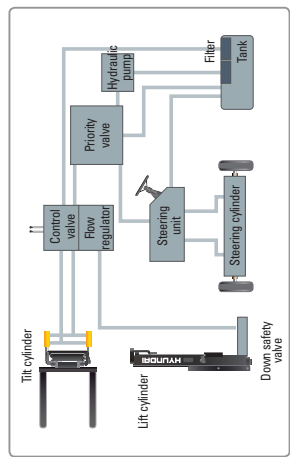 Tilt cylinder
Control
valve
Flow
regulator
Priority
valve
Hydraulic
pump
Filter
Tank
Lift cylinder
HYUNDAI
Steering
unit
Steering cylinder
Down safety
valve